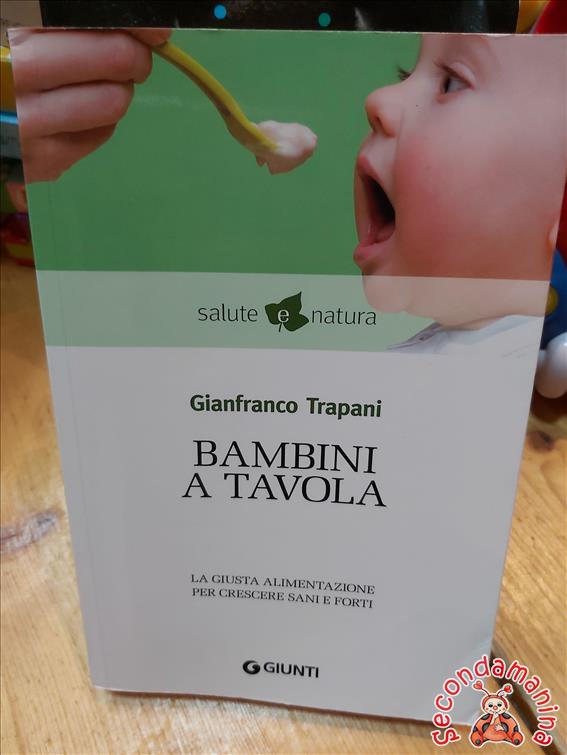 salute e natura
Gianfranco Trapani
BAMBINI
A TAVOLA
LA GIUSTA ALIMENTAZIONE
PER CRESCERE SANI E FORTI
GIUNTI
secondamanina